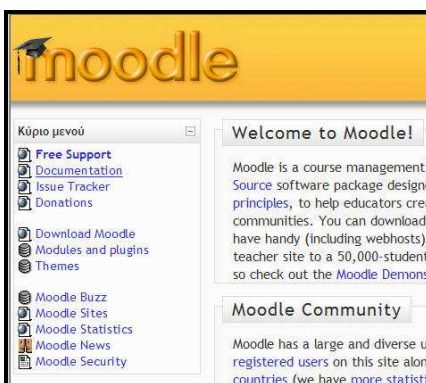 moodle
Κύριο μενού
Free Support
Documentation
Issue Tracker
Donations
Download Moodle
Modules and plugins
Themes
Moodle Buzz
Moodle Sites
Moodle Statistics
Moodle News
Moodle Security
Welcome to Moodle!
Moodle is a course management
Source software package designe
principles, to help educators crea
communities. You can download
have handy (including webhosts)
teacher site to a 50,000-student
so check out the Moodle Demons
Moodle Community
Moodle has a large and diverse u
registered users on this site alon
countries (we have more statisti